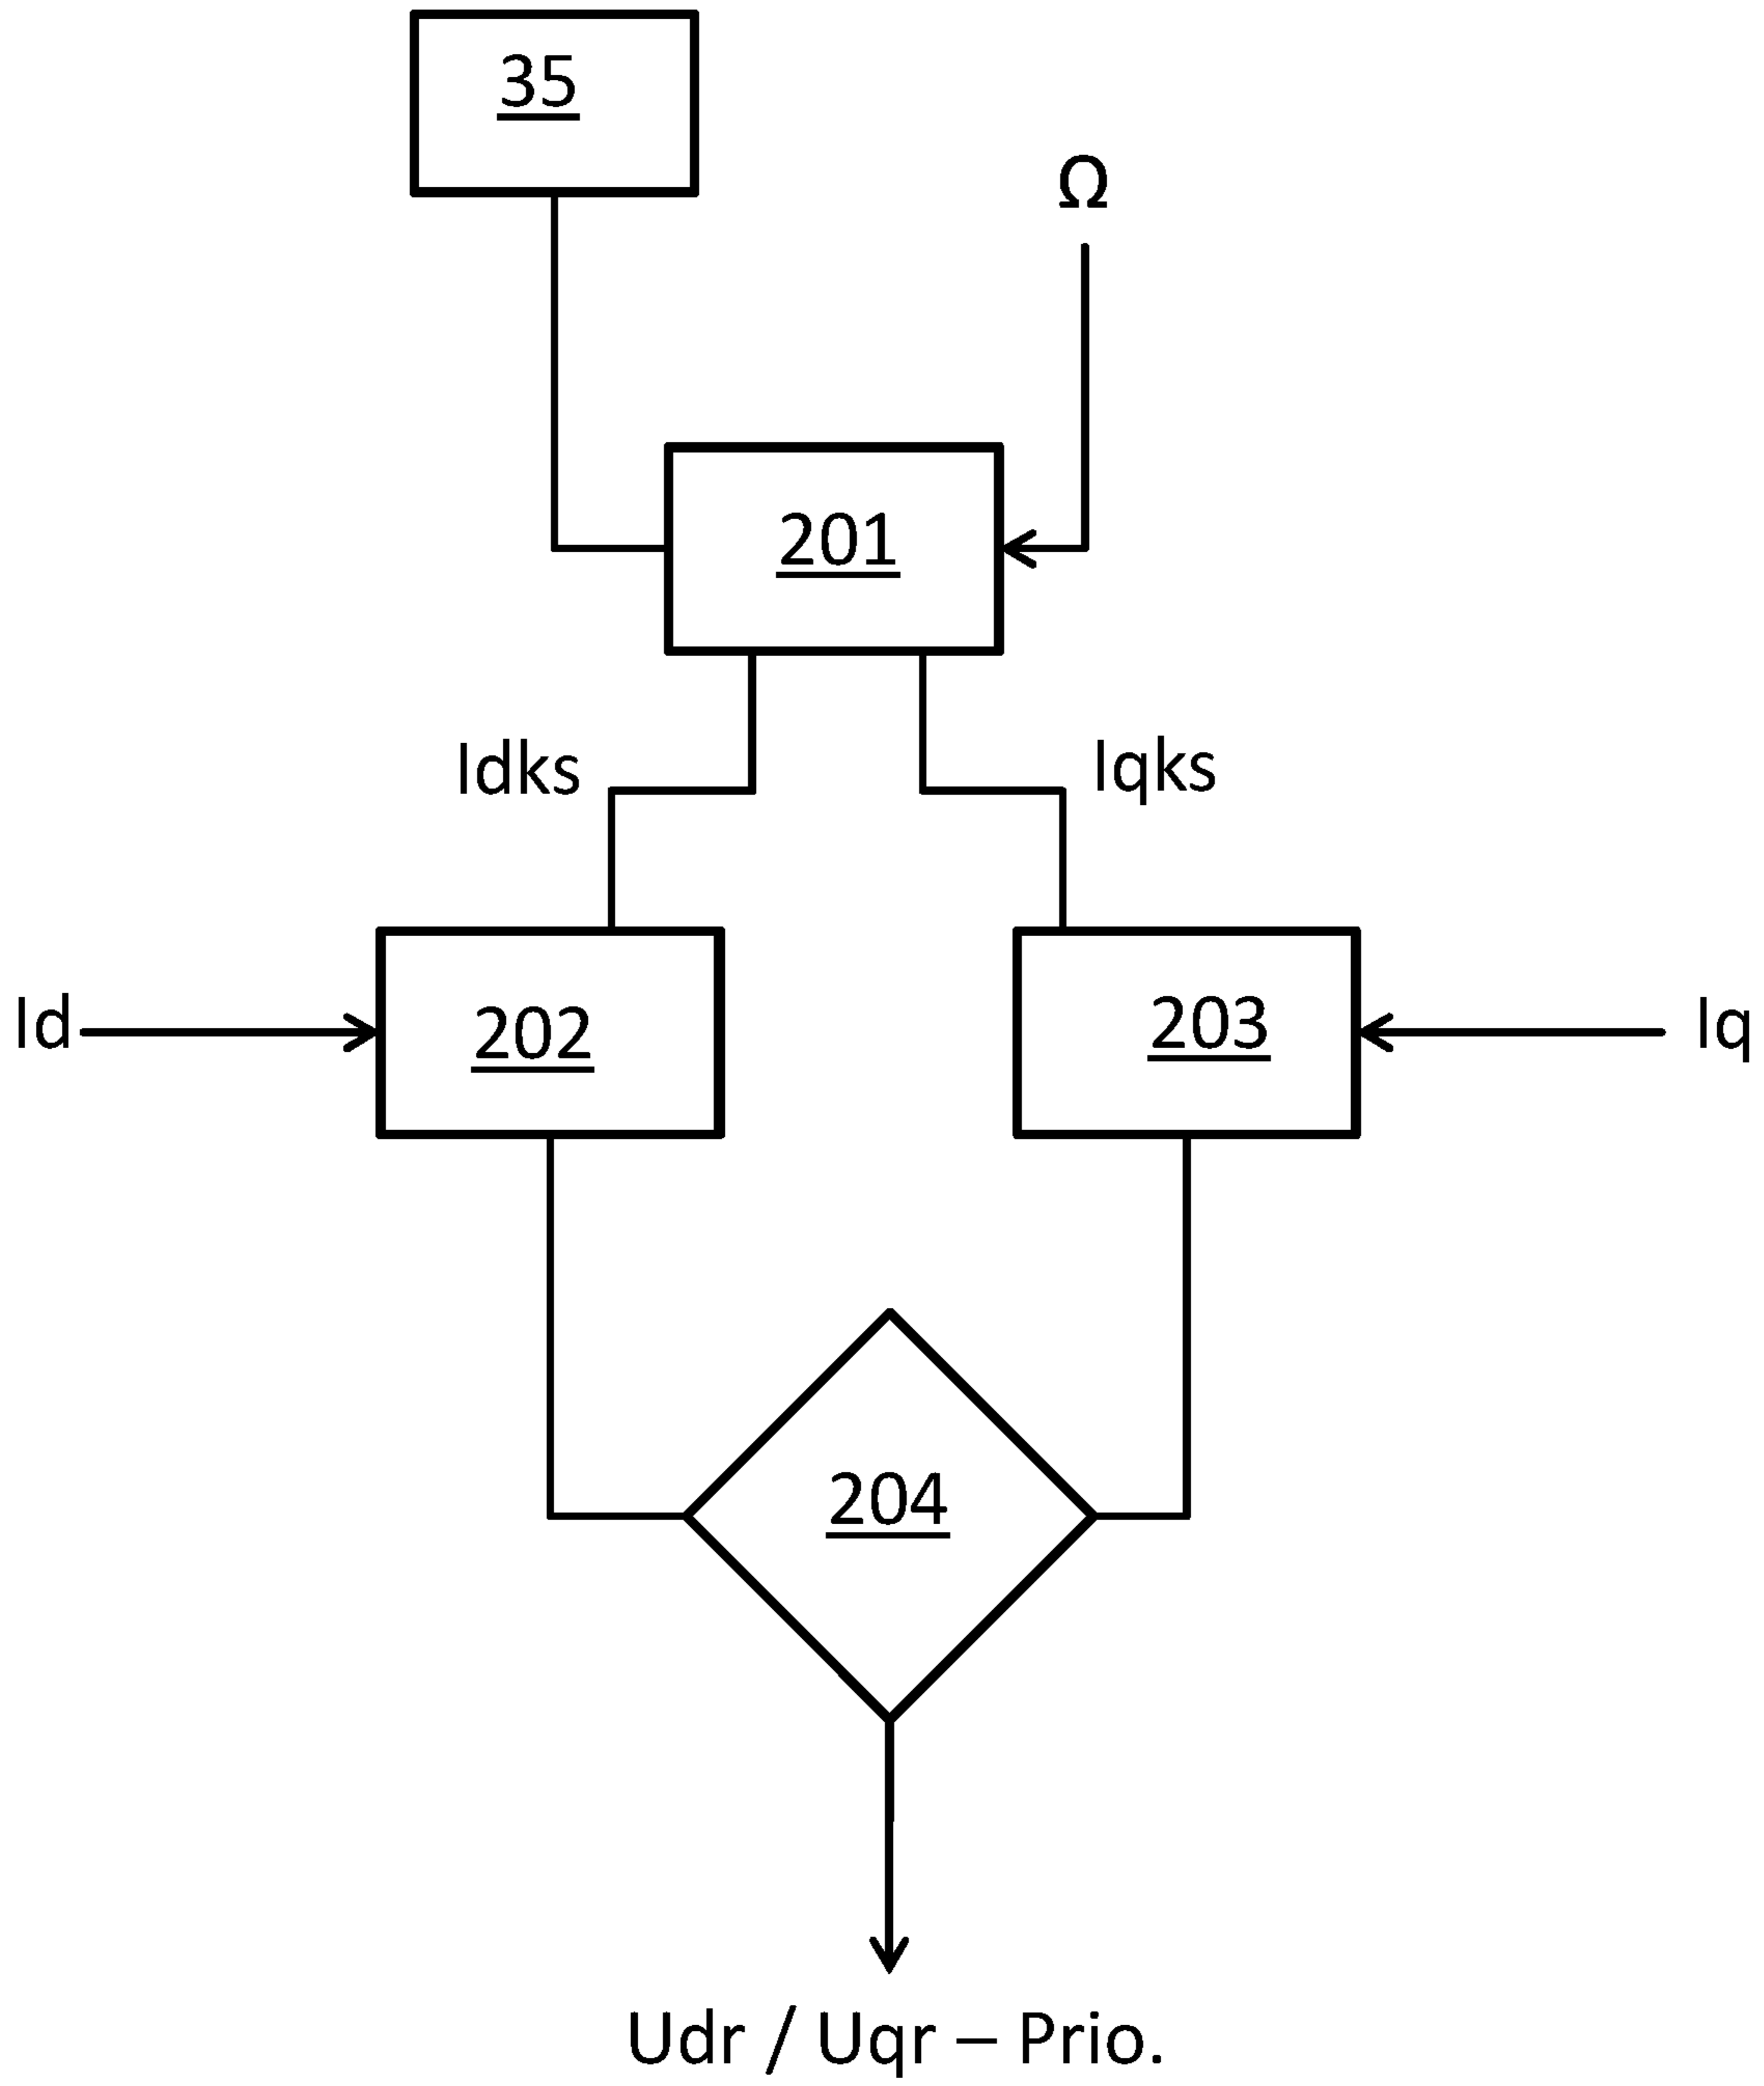 35
Ω
201
Idks
Iqks
Id
202
203
Iq
204
Udr / Uqr – Prio.